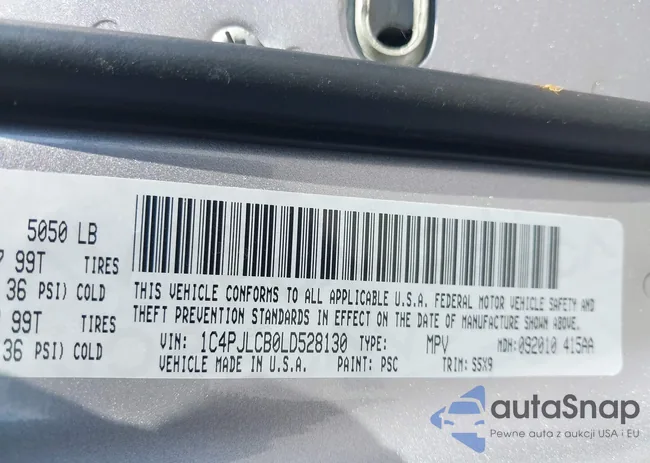 5050 LB
99T TIRES
36 PSI) COLD
99T TIRES
36 PSI) COLD
THIS VEHICLE CONFORMS TO ALL APPLICABLE U.S.A. FEDERAL MOTOR VEHICLE SAFETY AND
THEFT PREVENTION STANDARDS IN EFFECT ON THE DATE OF MANUFACTURE SHOWN ABOVE.
VIN: 1C4PJLCB0LD528130 TYPE: MPV MDH: 092010 415AA
VEHICLE MADE IN U.S.A. PAINT: PSC TRIM: S5X9
autaSnap
Pewne auta z aukcji USA i EU